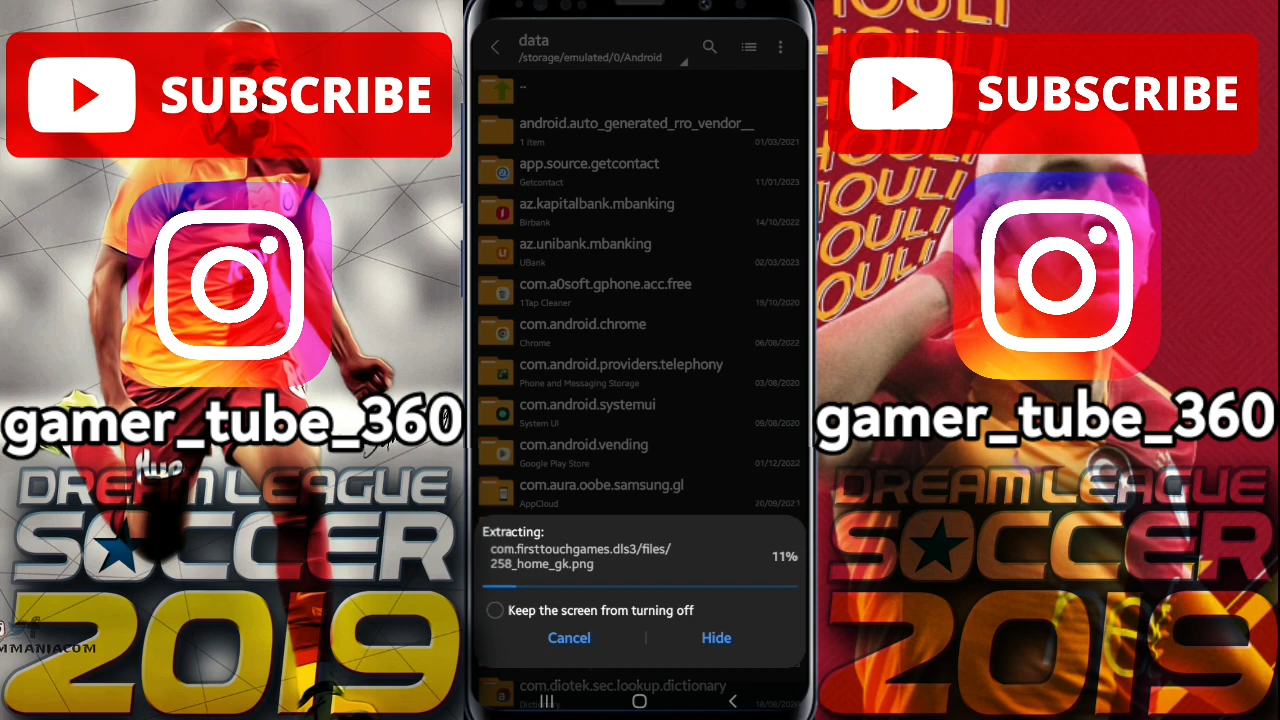 SUBSCRIBE
gamer_tube_360
DREAM LEAGUE
SOCCER
2019
data
/storage/emulated/0/Android
..
android.auto_generated_rro_vendor__
1 item 01/03/2021
app.source.getcontact
Getcontact 11/01/2023
az.kapitalbank.mbanking
Birbank 14/10/2022
az.unibank.mbanking
UBank 02/03/2023
com.a0soft.gphone.acc.free
1Tap Cleaner 19/10/2020
com.android.chrome
Chrome 06/08/2022
com.android.providers.telephony
Phone and Messaging Storage 03/08/2020
com.android.systemui
System UI 09/08/2020
com.android.vending
Google Play Store 01/12/2022
com.aura.oobe.samsung.gl
AppCloud 20/09/2021
Extracting:
com.firsttouchgames.dls3/files/
258_home_gk.png
11%
Keep the screen from turning off
Cancel Hide
com.diotek.sec.lookup.dictionary
SUBSCRIBE
OULI
OULI
OULI
gamer_tube_360
DREAM LEAGUE
SOCCER
2019